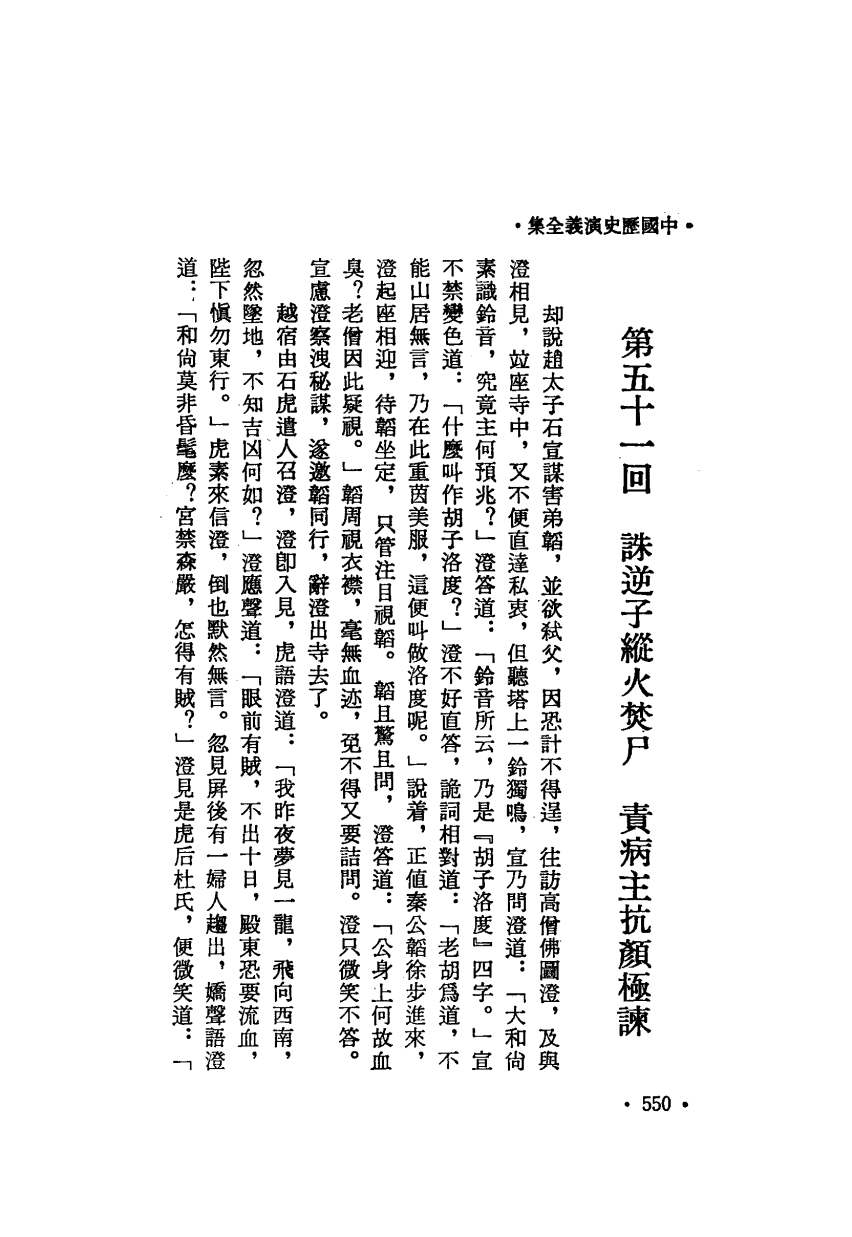 •中國歷史演義全集•
第五十一回　誅逆子縱火焚尸　責病主抗顏極諫
却說趙太子石宣謀害弟韜，並欲弒父，因恐計不得逞，往訪高僧佛圖澄，及與
澄相見，竝座寺中，又不便直達私衷，但聽塔上一鈴獨鳴，宣乃問澄道：「大和尙
素識鈴音，究竟主何預兆？」澄答道：「鈴音所云，乃是『胡子洛度』四字。」宣
不禁變色道：「什麼叫作胡子洛度？」澄不好直答，詭詞相對道：「老胡爲道，不
能山居無言，乃在此重茵美服，這便叫做洛度呢。」說着，正値秦公韜徐步進來，
澄起座相迎，待韜坐定，只管注目視韜。韜且驚且問，澄答道：「公身上何故血
臭？老僧因此疑視。」韜周視衣襟，毫無血迹，免不得又要詰問。澄只微笑不答。
宣慮澄察洩秘謀，遂邀韜同行，辭澄出寺去了。
越宿由石虎遣人召澄，澄卽入見，虎語澄道：「我昨夜夢見一龍，飛向西南，
忽然墜地，不知吉凶何如？」澄應聲道：「眼前有賊，不出十日，殿東恐要流血，
陛下愼勿東行。」虎素來信澄，倒也默然無言。忽見屏後有一婦人趨出，嬌聲語澄
道：「和尙莫非昏髦麼？宮禁森嚴，怎得有賊？」澄見是虎后杜氏，便微笑道：「
•550•